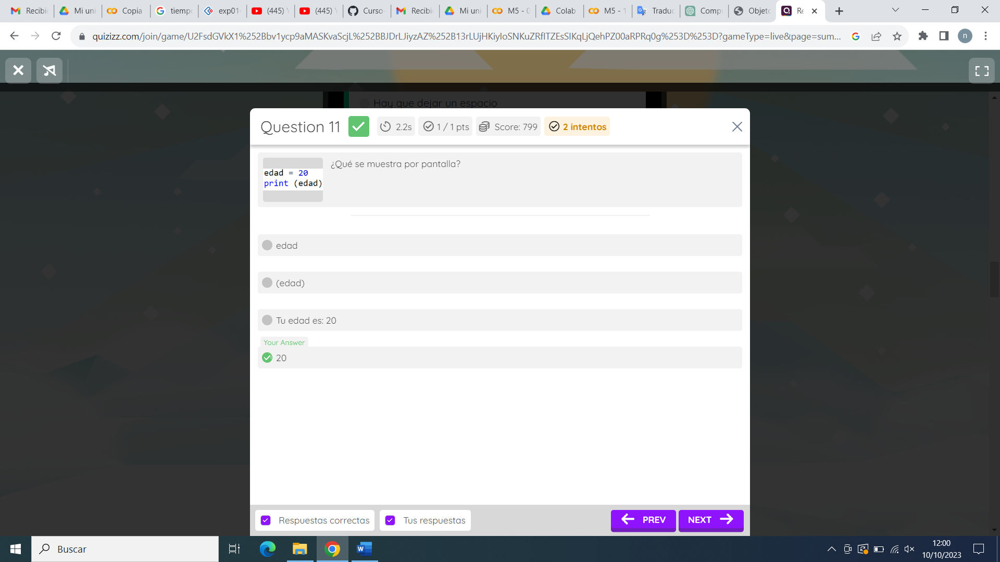 Recibi
Mi uni
Copia
tiempo
exp01
(445) Y
(445) Y
Curso-
Recibi
Mi uni
M5 - 0
Colab
M5 - 1
Traduc
Comp
Objeto
Re
quizizz.com/join/game/U2FsdGVkX1%252Bbv1ycp9aMASKvaScjL%252BBJDrLJiyzAZ%252B13rLUjHKiyIoSNKuZRfITZEsSIKqLjQehPZ00aRPRq0g%253D%253D?gameType=live&page=sum...
n
Hay que dejar un espacio
Question 11
2.2s
1 / 1 pts
Score: 799
2 intentos
edad = 20
print (edad)
¿Qué se muestra por pantalla?
edad
(edad)
Tu edad es: 20
Your Answer
20
Respuestas correctas
Tus respuestas
PREV
NEXT
Buscar
12:00
10/10/2023